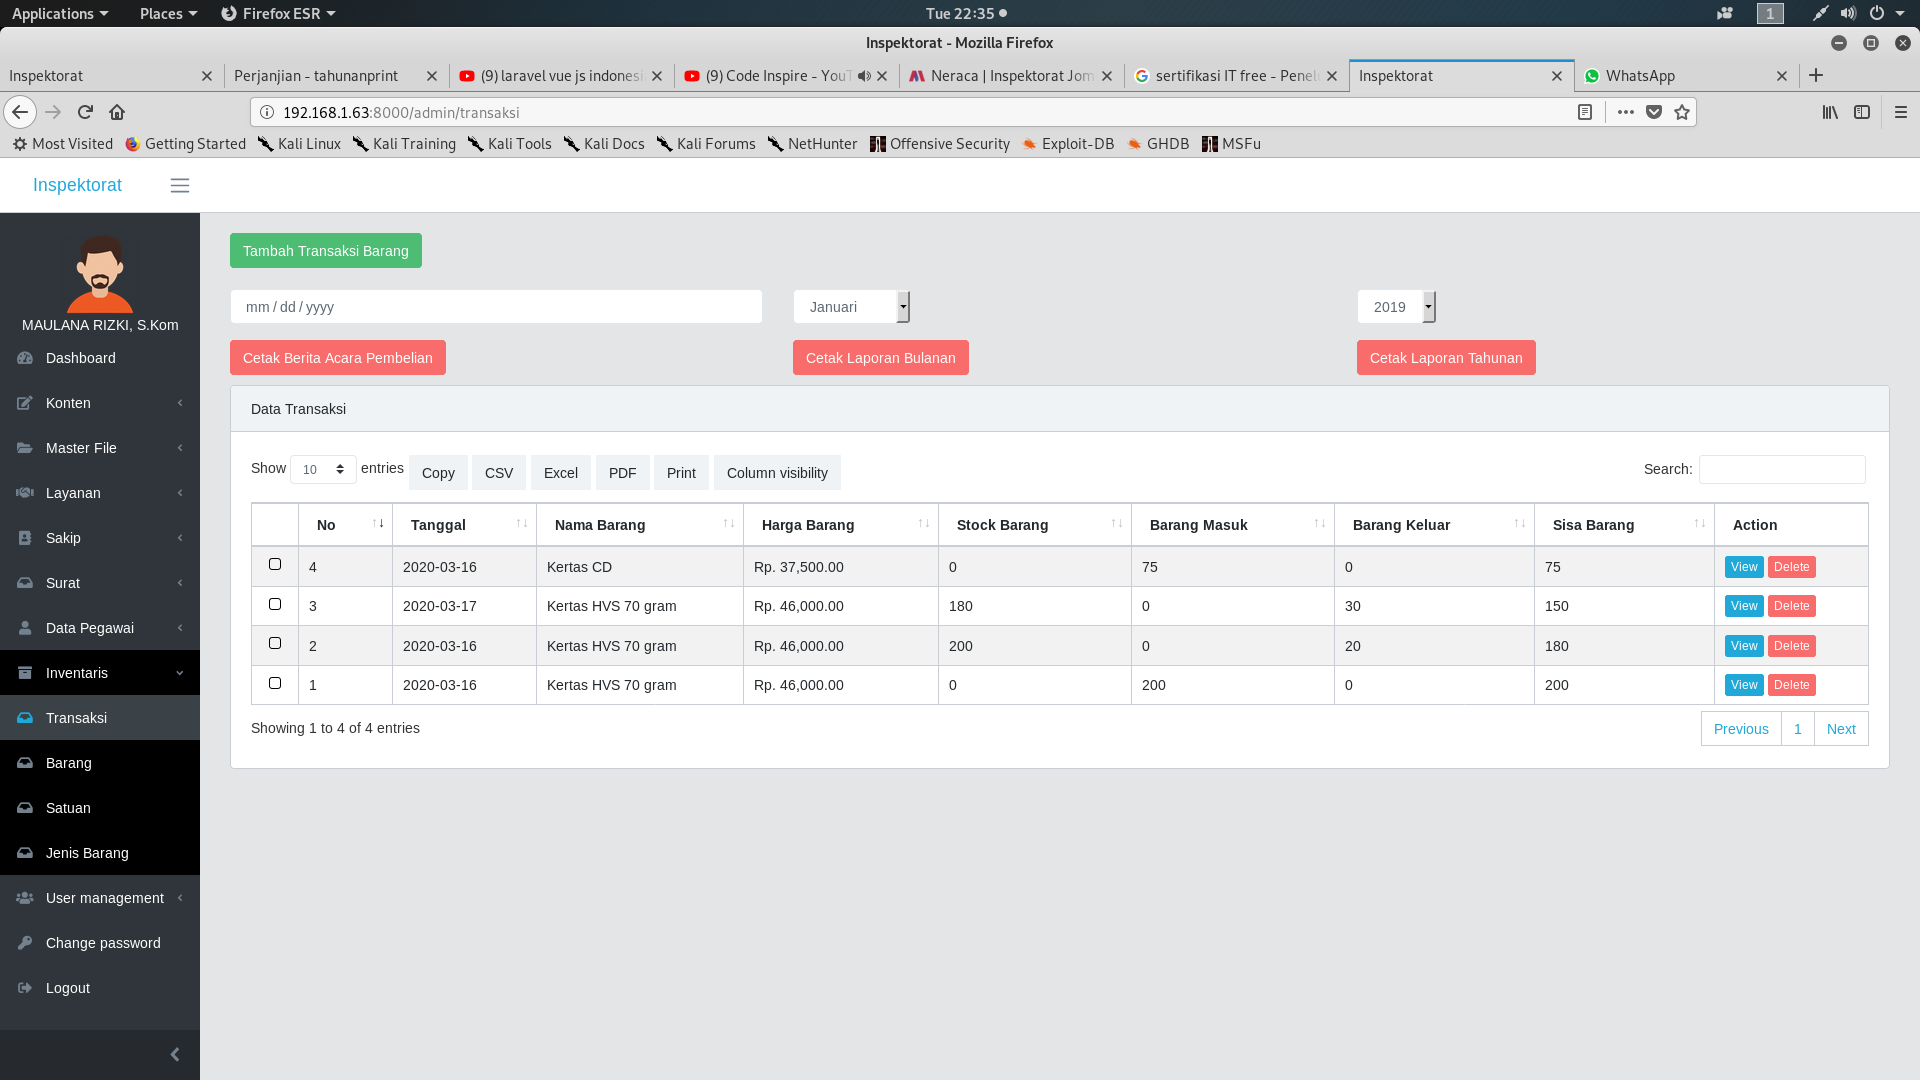 Applications Places Firefox ESR Tue 22:35 1
Inspektorat - Mozilla Firefox
Inspektorat Perjanjian - tahunanprint (9) laravel vue js indonesi (9) Code Inspire - YouT Neraca | Inspektorat Jom sertifikasi IT free - Penel Inspektorat WhatsApp
192.168.1.63:8000/admin/transaksi
Most Visited Getting Started Kali Linux Kali Training Kali Tools Kali Docs Kali Forums NetHunter Offensive Security Exploit-DB GHDB MSFu
Inspektorat
MAULANA RIZKI, S.Kom
Dashboard
Konten
Master File
Layanan
Sakip
Surat
Data Pegawai
Inventaris
Transaksi
Barang
Satuan
Jenis Barang
User management
Change password
Logout
Tambah Transaksi Barang
mm / dd / yyyy Januari 2019
Cetak Berita Acara Pembelian Cetak Laporan Bulanan Cetak Laporan Tahunan
Data Transaksi
Show 10 entries Copy CSV Excel PDF Print Column visibility Search:
No Tanggal Nama Barang Harga Barang Stock Barang Barang Masuk Barang Keluar Sisa Barang Action
4 2020-03-16 Kertas CD Rp. 37,500.00 0 75 0 75 View Delete
3 2020-03-17 Kertas HVS 70 gram Rp. 46,000.00 180 0 30 150 View Delete
2 2020-03-16 Kertas HVS 70 gram Rp. 46,000.00 200 0 20 180 View Delete
1 2020-03-16 Kertas HVS 70 gram Rp. 46,000.00 0 200 0 200 View Delete
Showing 1 to 4 of 4 entries Previous 1 Next